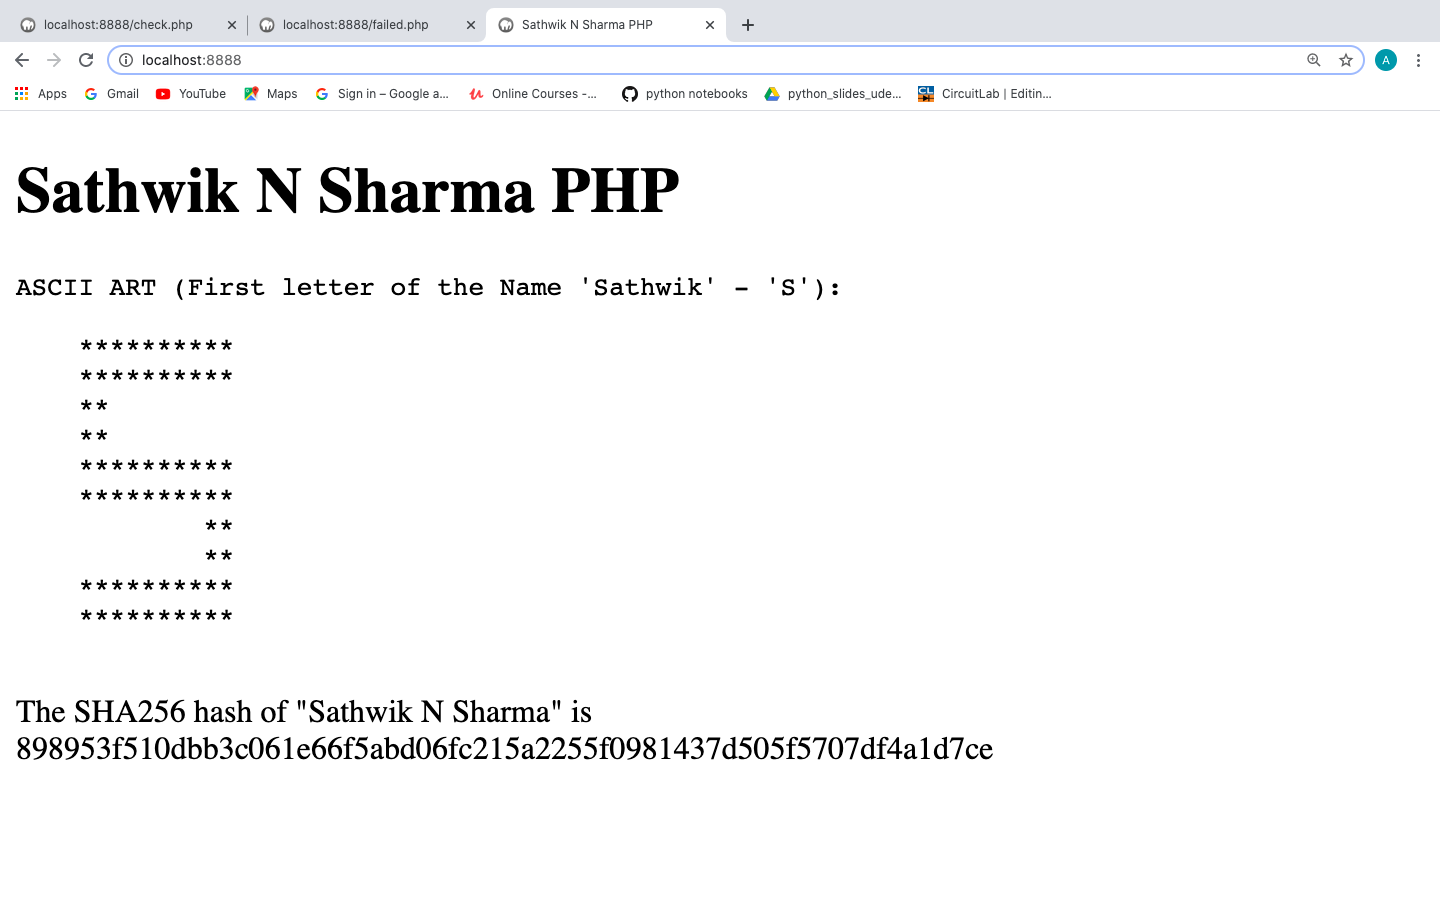 localhost:8888/check.php localhost:8888/failed.php Sathwik N Sharma PHP
localhost:8888 A
Apps Gmail YouTube Maps Sign in – Google a... Online Courses -... python notebooks python_slides_ude... CircuitLab | Editin...
Sathwik N Sharma PHP
ASCII ART (First letter of the Name 'Sathwik' - 'S'):
    **********
    **********
    **
    **
    **********
    **********
            **
            **
    **********
    **********
The SHA256 hash of "Sathwik N Sharma" is
898953f510dbb3c061e66f5abd06fc215a2255f0981437d505f5707df4a1d7ce